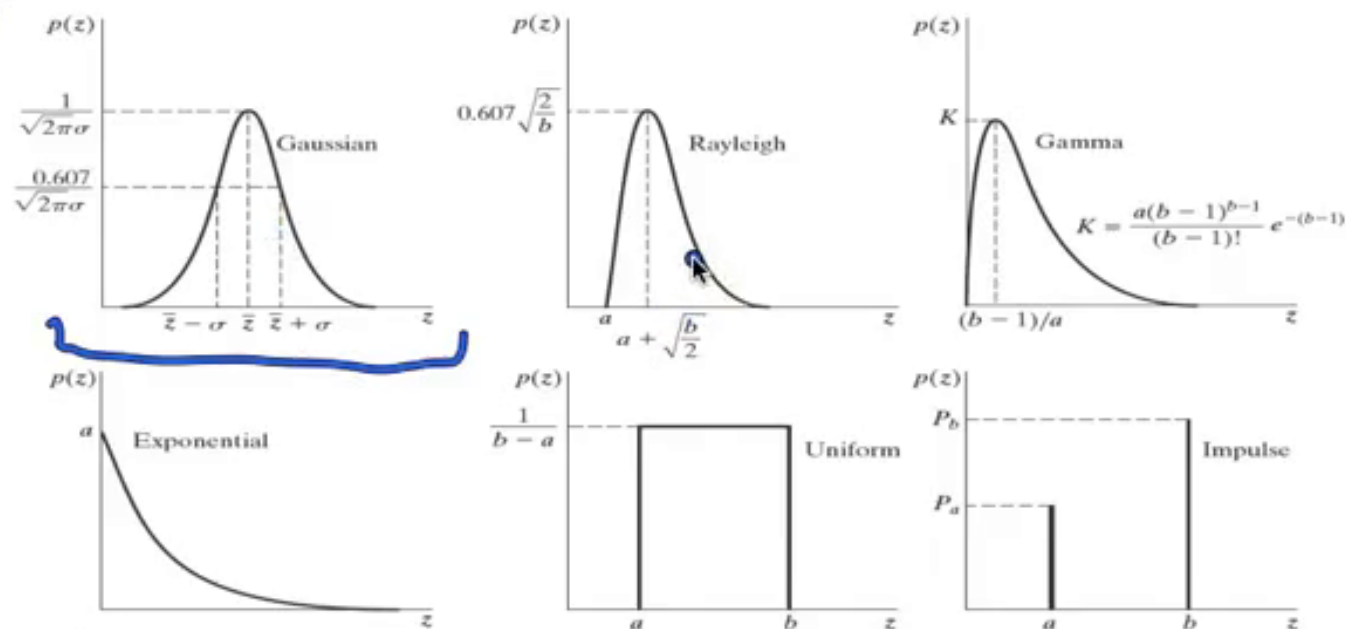 p(z)
1/√2πσ
Gaussian
0.607/√2πσ
z̅ − σ z̅ z̅ + σ z
p(z)
0.607 √2/b
Rayleigh
a z
a + √b/2
p(z)
K
Gamma
K = a(b − 1)^{b−1}/(b − 1)! e^{−(b−1)}
(b − 1)/a z
p(z)
a
Exponential
z
p(z)
1/b − a
Uniform
a b z
p(z)
P_b
Impulse
P_a
a b z